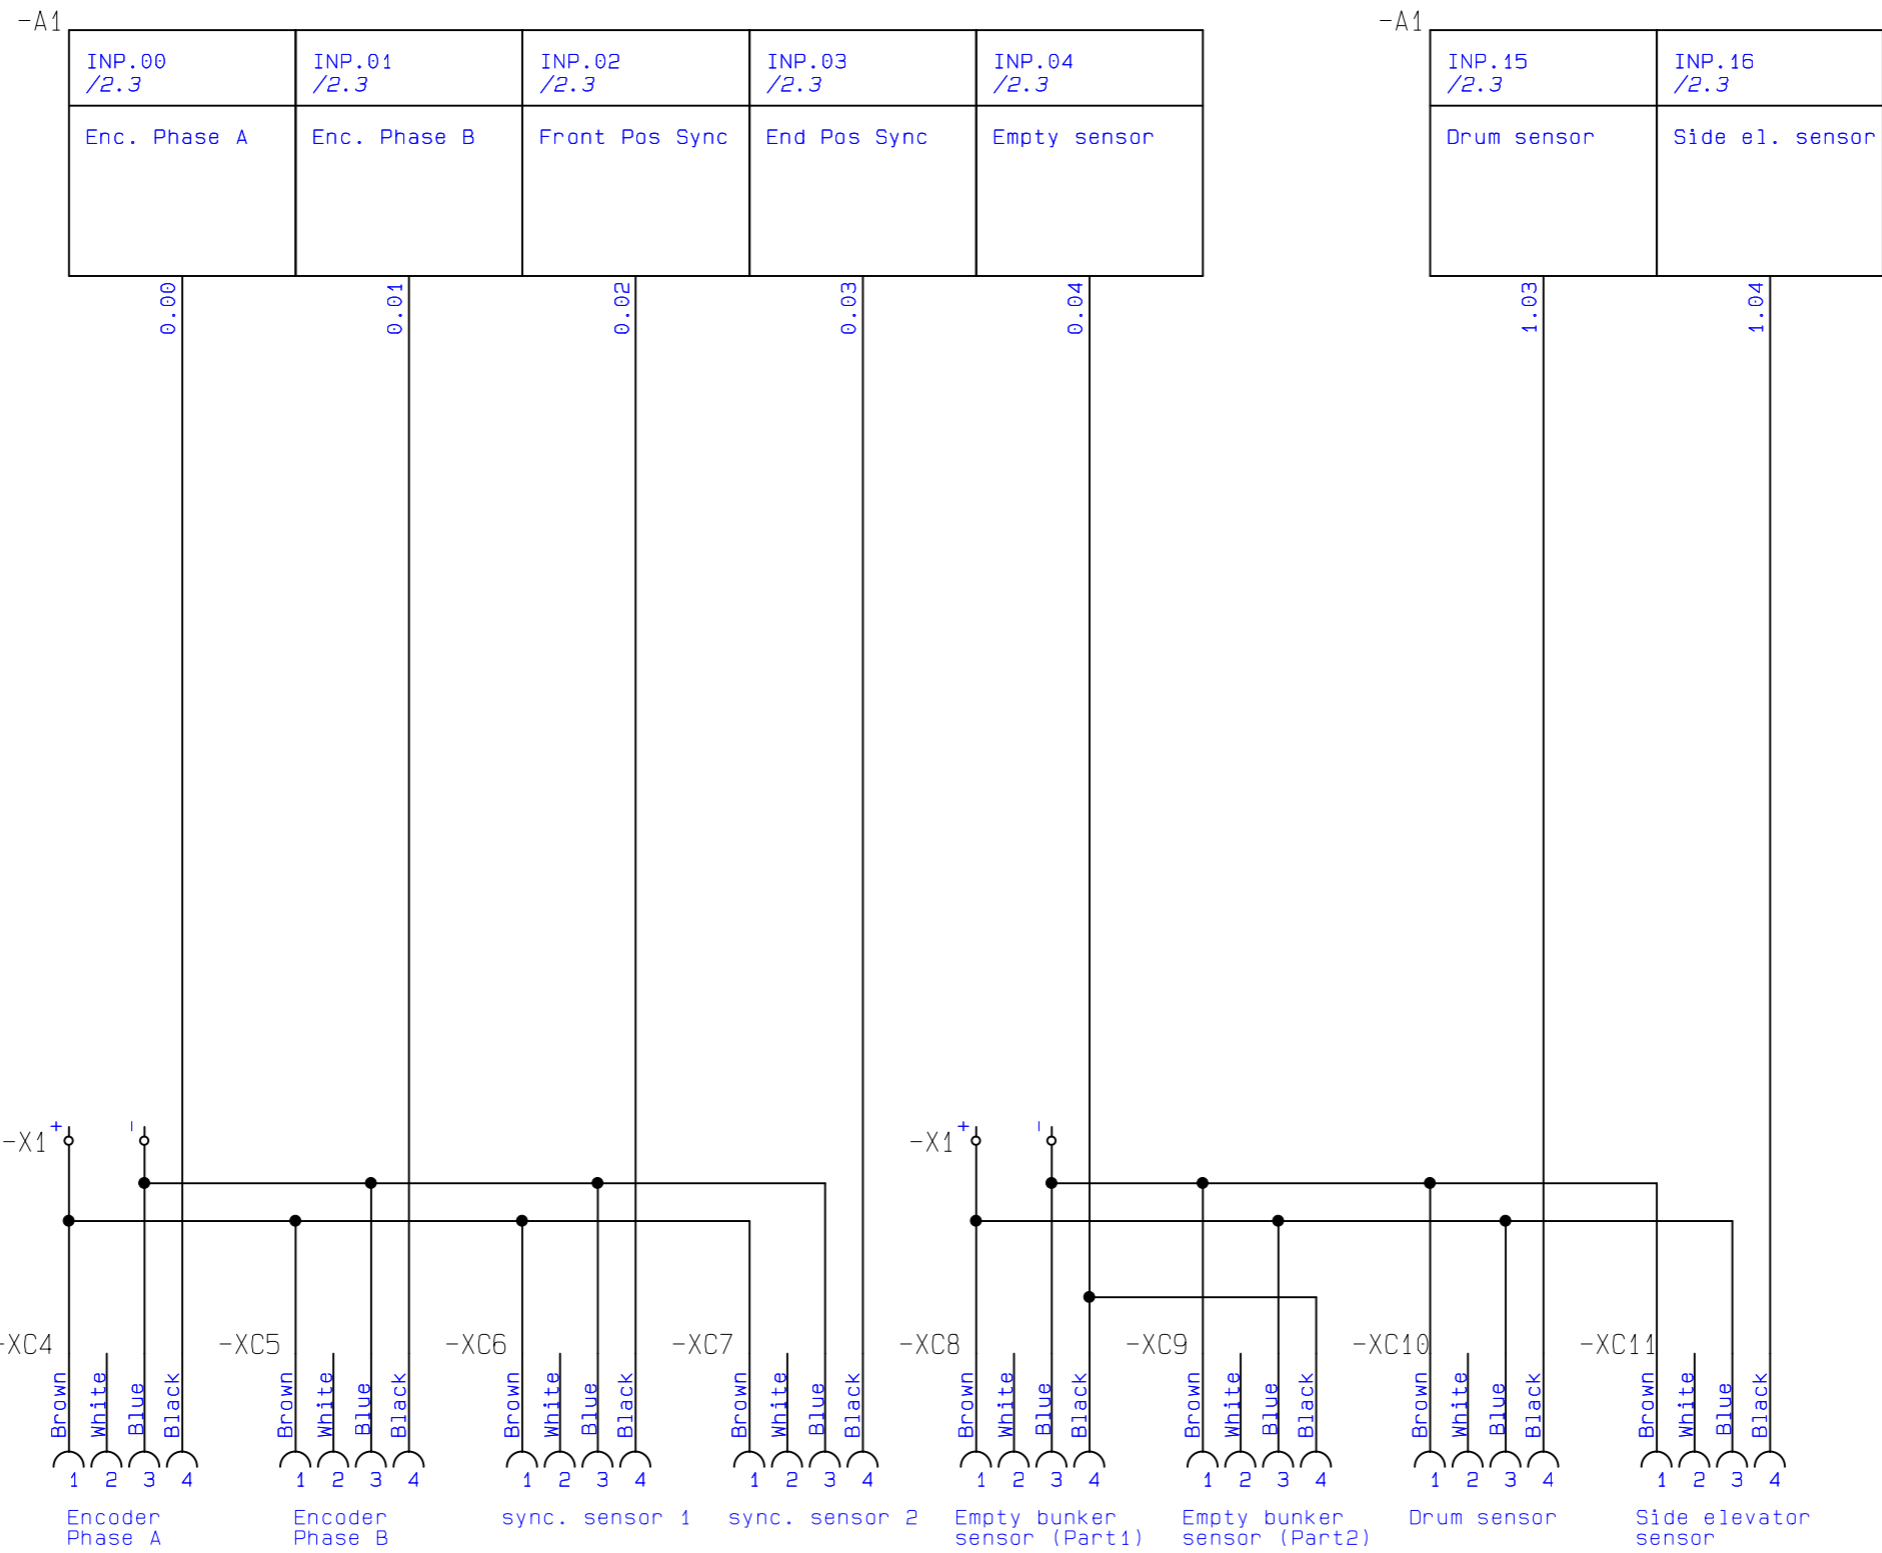 -A1
-A1
INP.00
/2.3
INP.01
/2.3
INP.02
/2.3
INP.03
/2.3
INP.04
/2.3
INP.15
/2.3
INP.16
/2.3
Enc. Phase A
Enc. Phase B
Front Pos Sync
End Pos Sync
Empty sensor
Drum sensor
Side el. sensor
0.00
0.01
0.02
0.03
0.04
1.03
1.04
-X1
+
-
-X1
+
-
-XC4
-XC5
-XC6
-XC7
-XC8
-XC9
-XC10
-XC11
Brown
White
Blue
Black
Brown
White
Blue
Black
Brown
White
Blue
Black
Brown
White
Blue
Black
Brown
White
Blue
Black
Brown
White
Blue
Black
Brown
White
Blue
Black
Brown
White
Blue
Black
1 2 3 4
1 2 3 4
1 2 3 4
1 2 3 4
1 2 3 4
1 2 3 4
1 2 3 4
1 2 3 4
Encoder
Phase A
Encoder
Phase B
sync. sensor 1
sync. sensor 2
Empty bunker
sensor (Part1)
Empty bunker
sensor (Part2)
Drum sensor
Side elevator
sensor